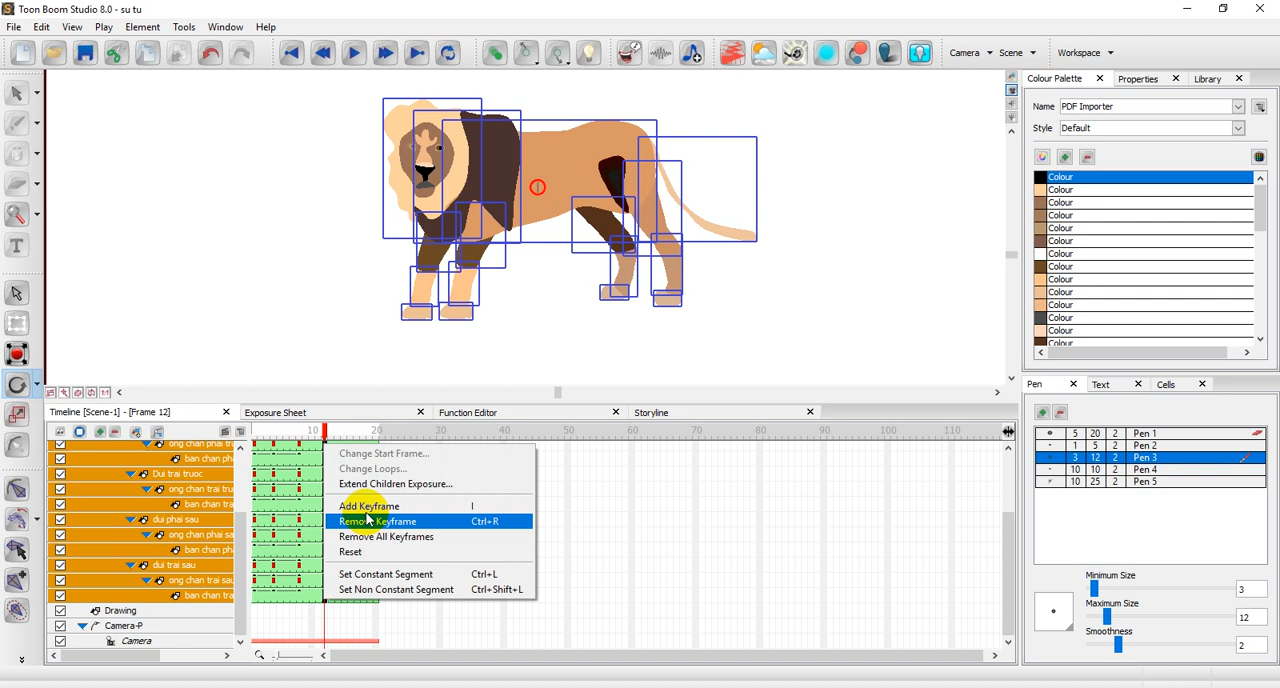 Toon Boom Studio 8.0 - su tu
File Edit View Play Element Tools Window Help
Camera Scene Workspace
Colour Palette Properties Library
Name PDF Importer
Style Default
Colour
Colour
Colour
Colour
Colour
Colour
Colour
Colour
Colour
Colour
Colour
Colour
Colour
Colour
Pen Text Cells
5 20 2 Pen 1
1 5 2 Pen 2
3 12 2 Pen 3
10 10 2 Pen 4
10 25 2 Pen 5
Minimum Size
3
Maximum Size
12
Smoothness
2
Timeline [Scene-1] - [Frame 12] Exposure Sheet Function Editor Storyline
10 20 30 40 50 60 70 80 90 100 110
ong chan phai tru
ban chan ph
Dui trai truoc
ong chan trai tru
ban chan tra
dui phai sau
ong chan phai sa
ban chan ph
dui trai sau
ong chan trai sau
ban chan tra
Drawing
Camera-P
Camera
Change Start Frame...
Change Loops...
Extend Children Exposure...
Add Keyframe I
Remove Keyframe Ctrl+R
Remove All Keyframes
Reset
Set Constant Segment Ctrl+L
Set Non Constant Segment Ctrl+Shift+L